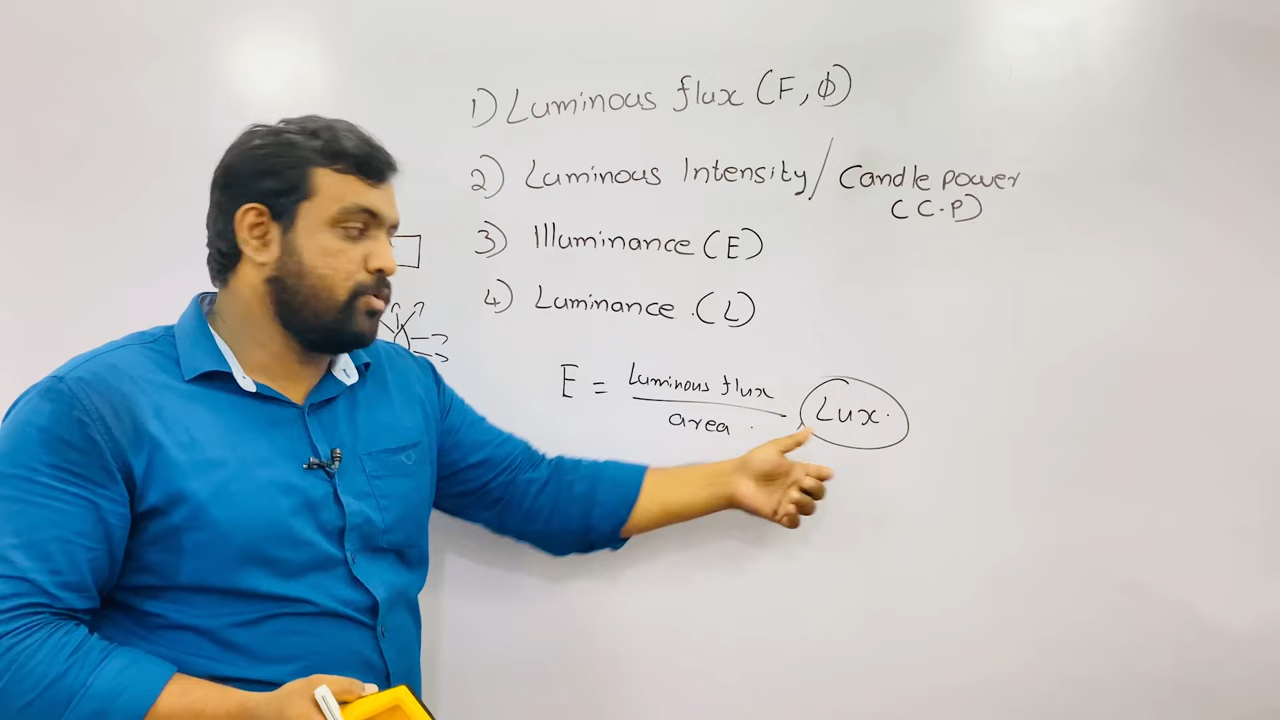 1) Luminous flux (F, Φ)
2) Luminous Intensity / Candle power
(C.P)
3) Illuminance (E)
4) Luminance (L)
E = Luminous flux / area Lux.